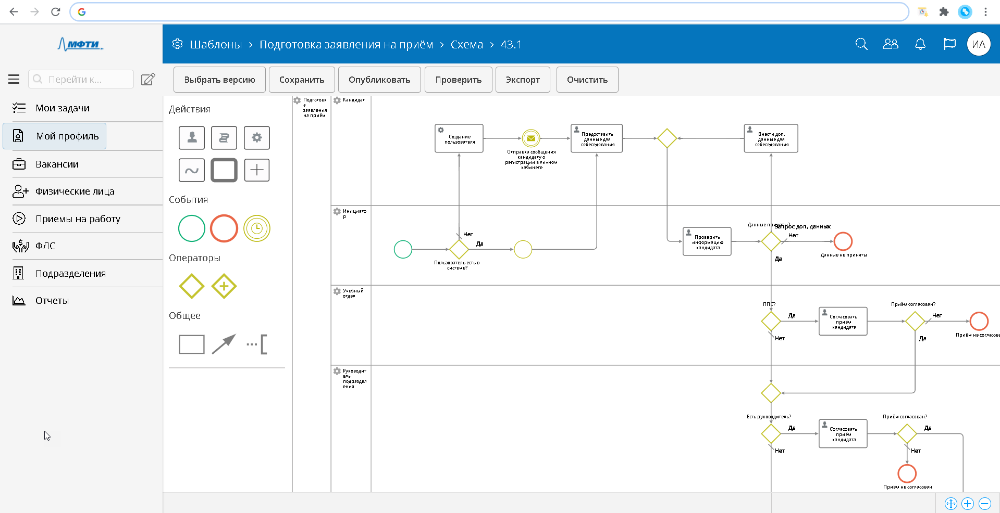 Шаблоны > Подготовка заявления на приём > Схема > 43.1
ИА
МФТИ
Перейти к...
Выбрать версию
Сохранить
Опубликовать
Проверить
Экспорт
Очистить
Мои задачи
Мой профиль
Вакансии
Физические лица
Приемы на работу
ФЛС
Подразделения
Отчеты
Действия
События
Операторы
Общее
Подготовк
а
заявления
на приём
Кандидат
Создание
пользователя
Отправка сообщения
кандидату о
регистрации в личном
кабинете
Предоставить
данные для
собеседования
Внести доп.
данные для
собеседования
Инициато
р
Нет
Да
Пользователь есть в
системе?
Проверить
информацию
кандидата
Данные приняты?
Запрос доп. данных
Нет
Да
Данные не приняты
Учебный
отдел
ППС?
Да
Нет
Согласовать
приём
кандидата
Приём согласован?
Нет
Да
Приём не согласова
Руководит
ель
подраздел
ения
Есть руководитель?
Да
Нет
Согласовать
приём
кандидата
Приём согласован?
Да
Нет
Приём не согласован